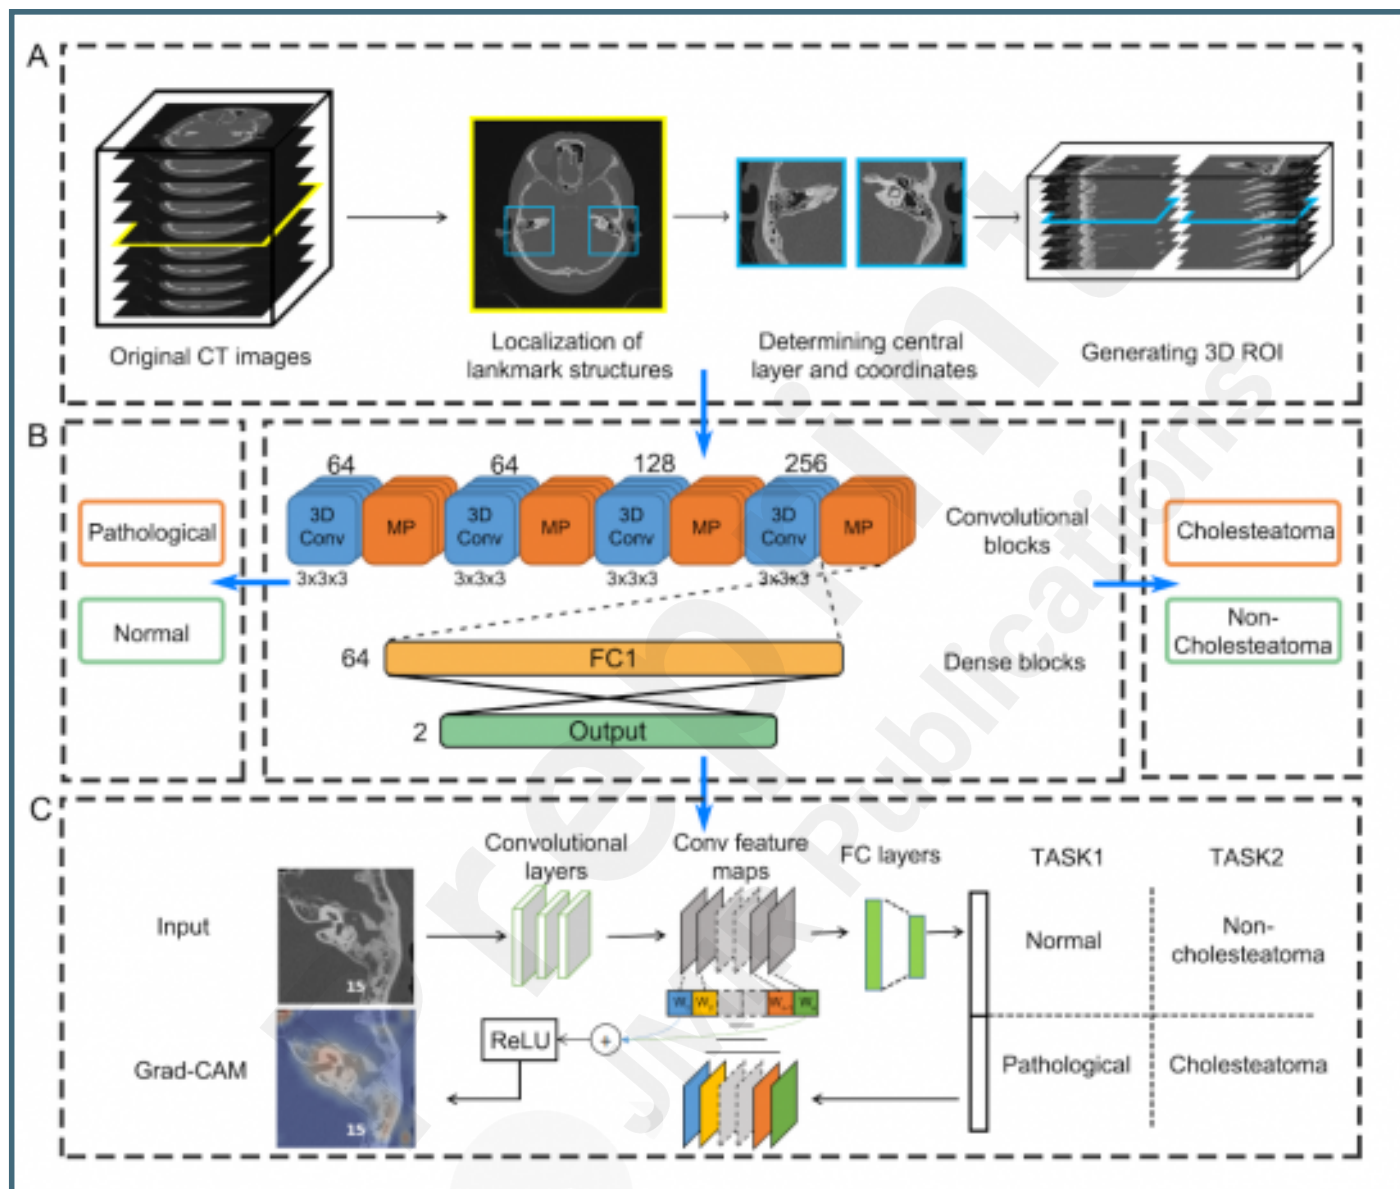 A
Original CT images
Localization of
lankmark structures
Determining central
layer and coordinates
Generating 3D ROI
B
Pathological
Normal
64
64
128
256
3D
Conv
MP
3D
Conv
MP
3D
Conv
MP
3D
Conv
MP
3x3x3
3x3x3
3x3x3
3x3x3
Convolutional
blocks
64
FC1
Dense blocks
2
Output
Cholesteatoma
Non-
Cholesteatoma
C
Input
15
Convolutional
layers
Conv feature
maps
FC layers
TASK1
TASK2
Normal
Non-
cholesteatoma
Pathological
Cholesteatoma
ReLU
+
Grad-CAM
15
JMIR Publications